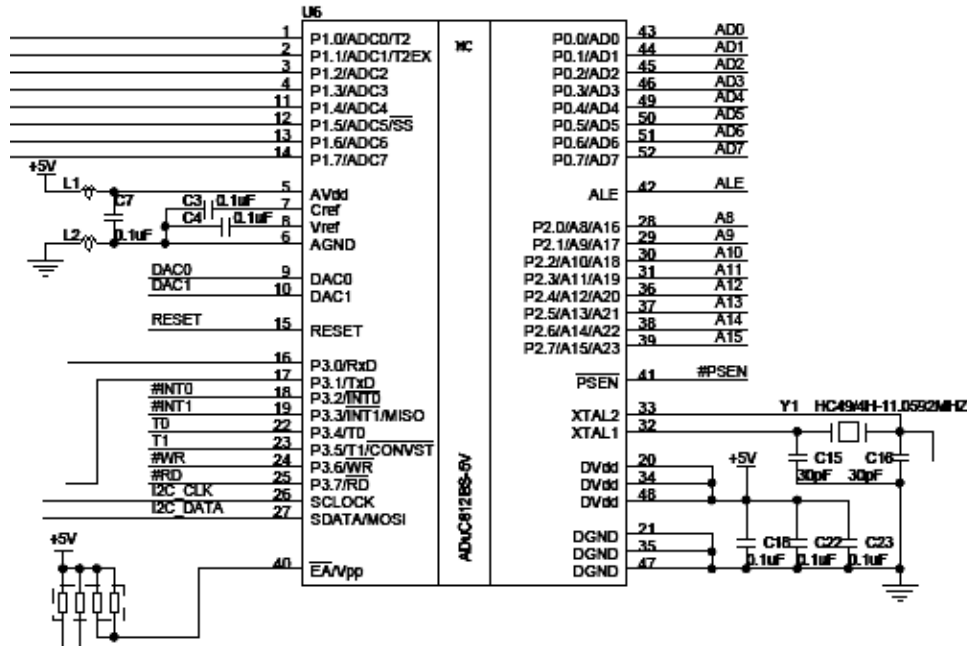 U6
1 P1.0/ADC0/T2
2 P1.1/ADC1/T2EX
3 P1.2/ADC2
4 P1.3/ADC3
11 P1.4/ADC4
12 P1.5/ADC5/SS
13 P1.6/ADC6
14 P1.7/ADC7
+5V
L1
C7
0.1uF
L2
5 AVdd
C3 0.1uF 7 Cref
C4 0.1uF 8 Vref
6 AGND
DAC0 9 DAC0
DAC1 10 DAC1
RESET 15 RESET
16 P3.0/RxD
17 P3.1/TxD
#INT0 18 P3.2/INT0
#INT1 19 P3.3/INT1/MISO
T0 22 P3.4/T0
T1 23 P3.5/T1/CONVST
#WR 24 P3.6/WR
#RD 25 P3.7/RD
I2C_CLK 26 SCLOCK
I2C_DATA 27 SDATA/MOSI
+5V
40 EA/Vpp
ADuC812BS-5V
P0.0/AD0 43 AD0
P0.1/AD1 44 AD1
P0.2/AD2 45 AD2
P0.3/AD3 46 AD3
P0.4/AD4 49 AD4
P0.5/AD5 50 AD5
P0.6/AD6 51 AD6
P0.7/AD7 52 AD7
ALE 42 ALE
P2.0/A8/A16 28 A8
P2.1/A9/A17 29 A9
P2.2/A10/A18 30 A10
P2.3/A11/A19 31 A11
P2.4/A12/A20 36 A12
P2.5/A13/A21 37 A13
P2.6/A14/A22 38 A14
P2.7/A15/A23 39 A15
PSEN 41 #PSEN
XTAL2 33
XTAL1 32
Y1 HC49/4H-11.0592MHZ
C15 C16
30pF 30pF
DVdd 20
DVdd 34
DVdd 48
+5V
DGND 21
DGND 35
DGND 47
C18 C22 C23
0.1uF 0.1uF 0.1uF